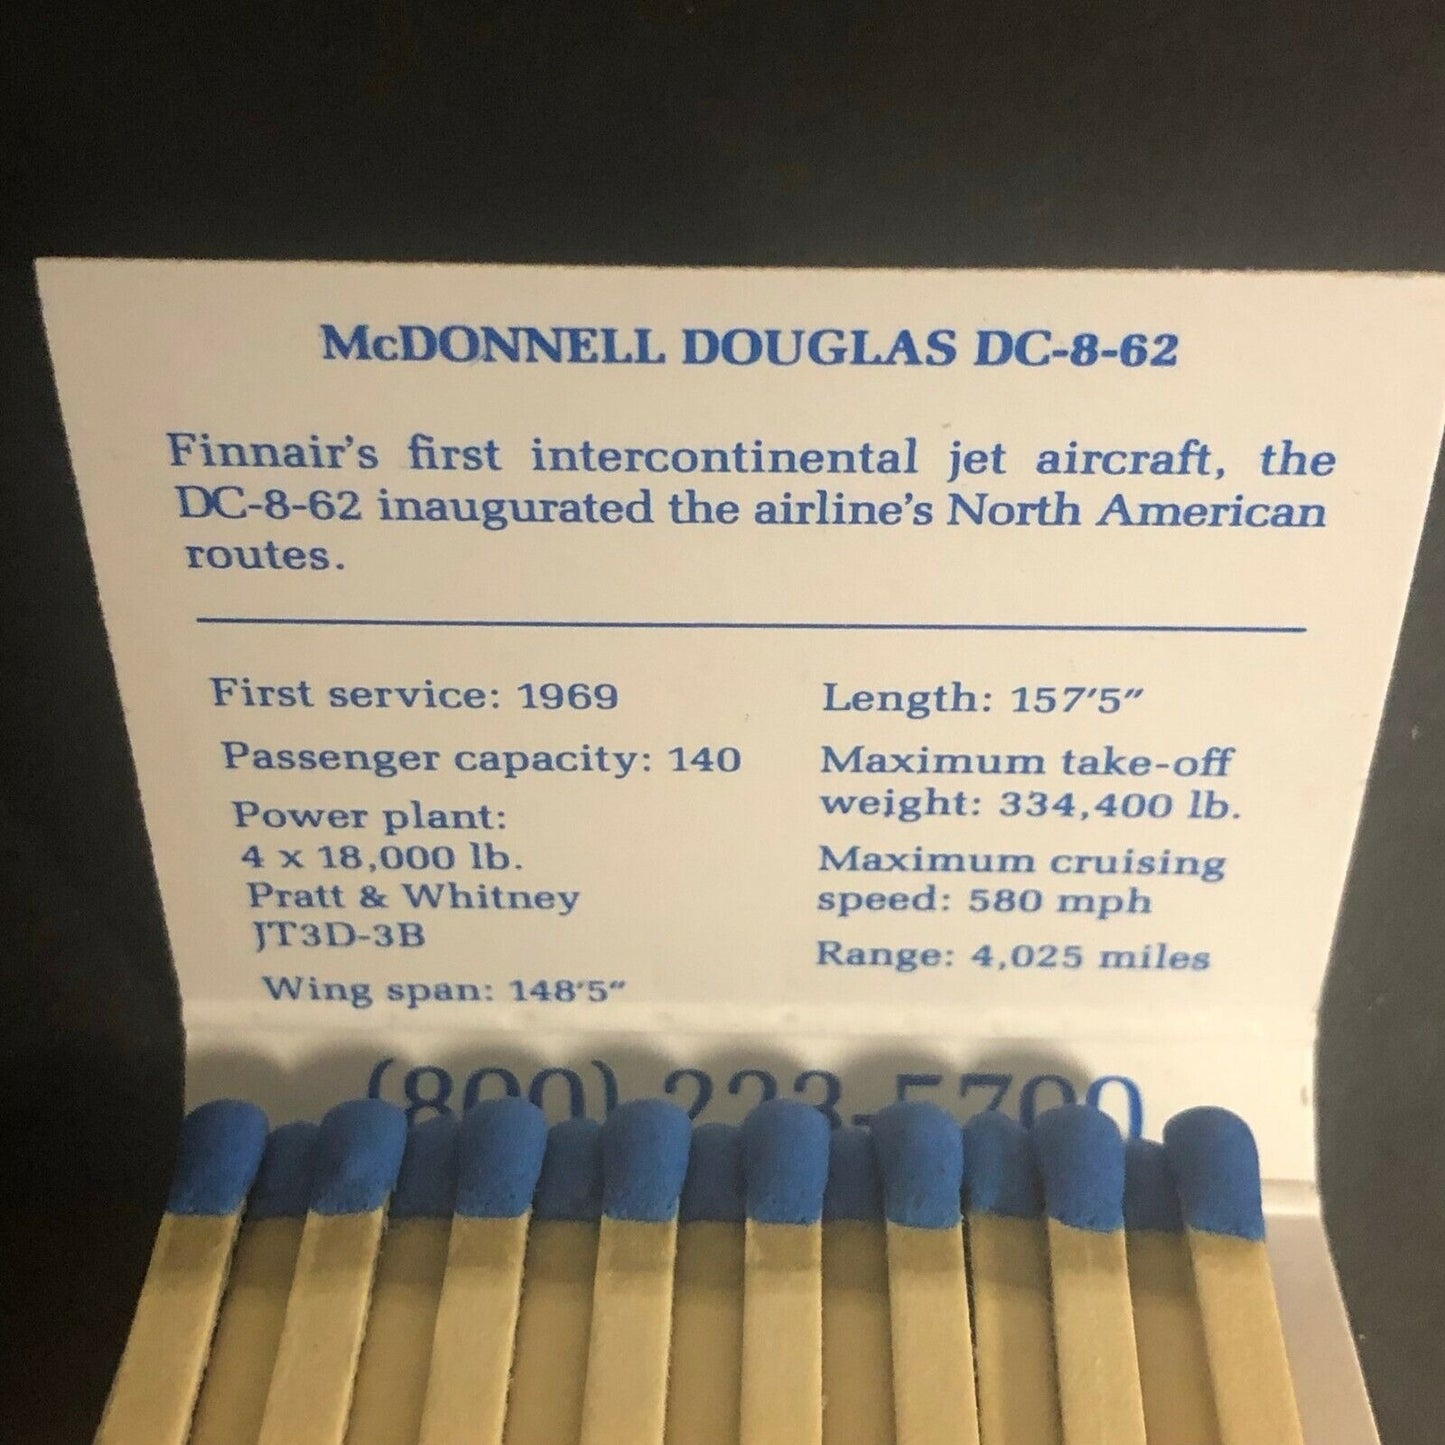 McDONNELL DOUGLAS DC-8-62
Finnair's first intercontinental jet aircraft, the
DC-8-62 inaugurated the airline's North American
routes.
First service: 1969
Passenger capacity: 140
Power plant:
4 x 18,000 lb.
Pratt & Whitney
JT3D-3B
Wing span: 148'5"
Length: 157'5"
Maximum take-off
weight: 334,400 lb.
Maximum cruising
speed: 580 mph
Range: 4,025 miles
(800) 223-5700